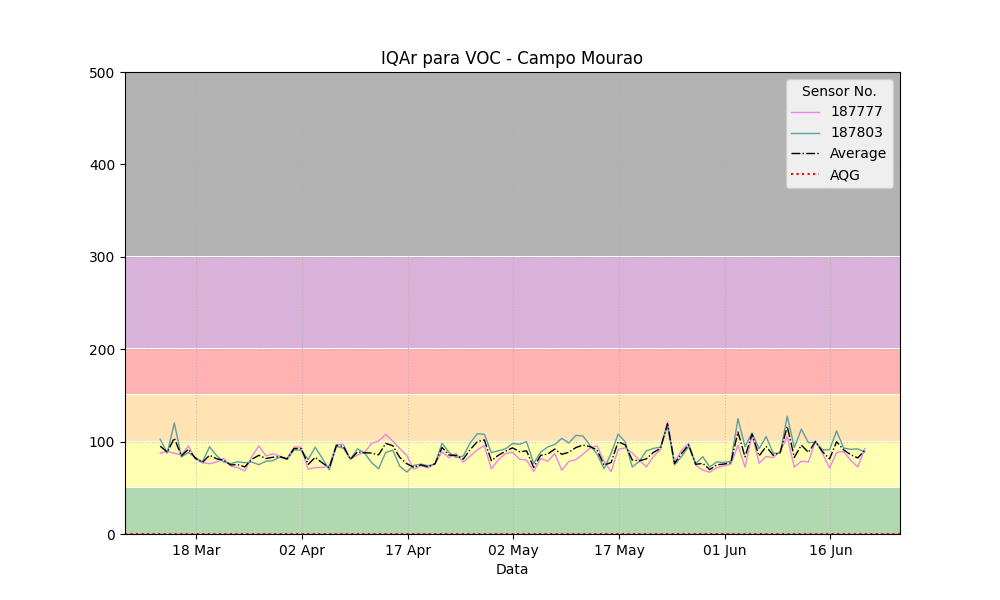 IQAr para VOC - Campo Mourao
500
400
300
200
100
0
Sensor No.
187777
187803
Average
AQG
18 Mar
02 Apr
17 Apr
02 May
17 May
01 Jun
16 Jun
Data